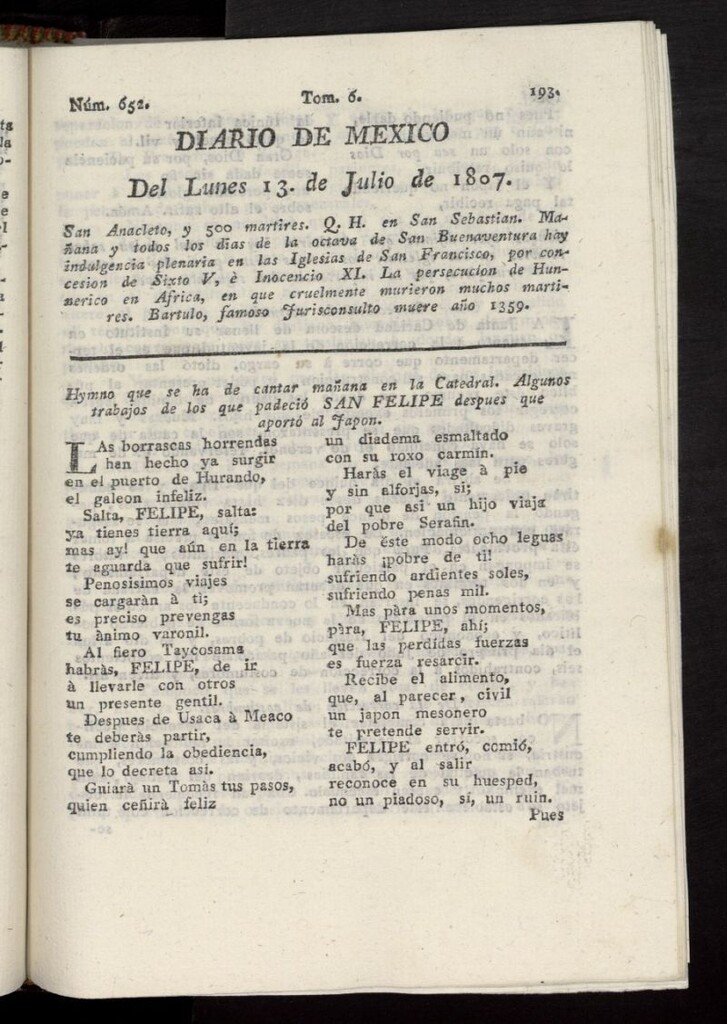 Núm. 652.
Tom. 6.
193.
DIARIO DE MEXICO
Del Lunes 13. de Julio de 1807.
San Anacleto, y 500 martires. Q. H. en San Sebastian. Ma-
ñana y todos los dias de la octava de San Buenaventura hay
indulgencia plenaria en las Iglesias de San Francisco, por con-
cesion de Sixto V, è Inocencio XI. La persecucion de Hun-
nerico en Africa, en que cruelmente murieron muchos marti-
res. Bartulo, famoso Jurisconsulto muere año 1359.
Hymno que se ha de cantar mañana en la Catedral. Algunos
trabajos de los que padeció SAN FELIPE despues que
aportó al Japon.
LAs borrascas horrendas
han hecho ya surgir
en el puerto de Hurando,
el galeon infeliz.
Salta, FELIPE, salta:
ya tienes tierra aquí;
mas ay! que aún en la tierra
te aguarda que sufrir!
Penosisimos viajes
se cargaràn à ti;
es preciso prevengas
tu ànimo varonil.
Al fiero Taycosama
habràs, FELIPE, de ir
à llevarle con otros
un presente gentil.
Despues de Usaca à Meaco
te deberàs partir,
cumpliendo la obediencia,
que lo decreta asi.
Guiarà un Tomàs tus pasos,
quien ceñirà feliz
un diadema esmaltado
con su roxo carmin.
Haràs el viage à pie
y sin alforjas, si;
por que asi un hijo viaja
del pobre Serafin.
De éste modo ocho leguas
haràs ¡pobre de ti!
sufriendo ardientes soles,
sufriendo penas mil.
Mas pàra unos momentos,
pàra, FELIPE, ahí;
que las perdidas fuerzas
es fuerza resarcir.
Recibe el alimento,
que, al parecer, civil
un japon mesonero
te pretende servir.
FELIPE entró, comió,
acabó, y al salir
reconoce en su huesped,
no un piadoso, sí, un ruin.
Pues